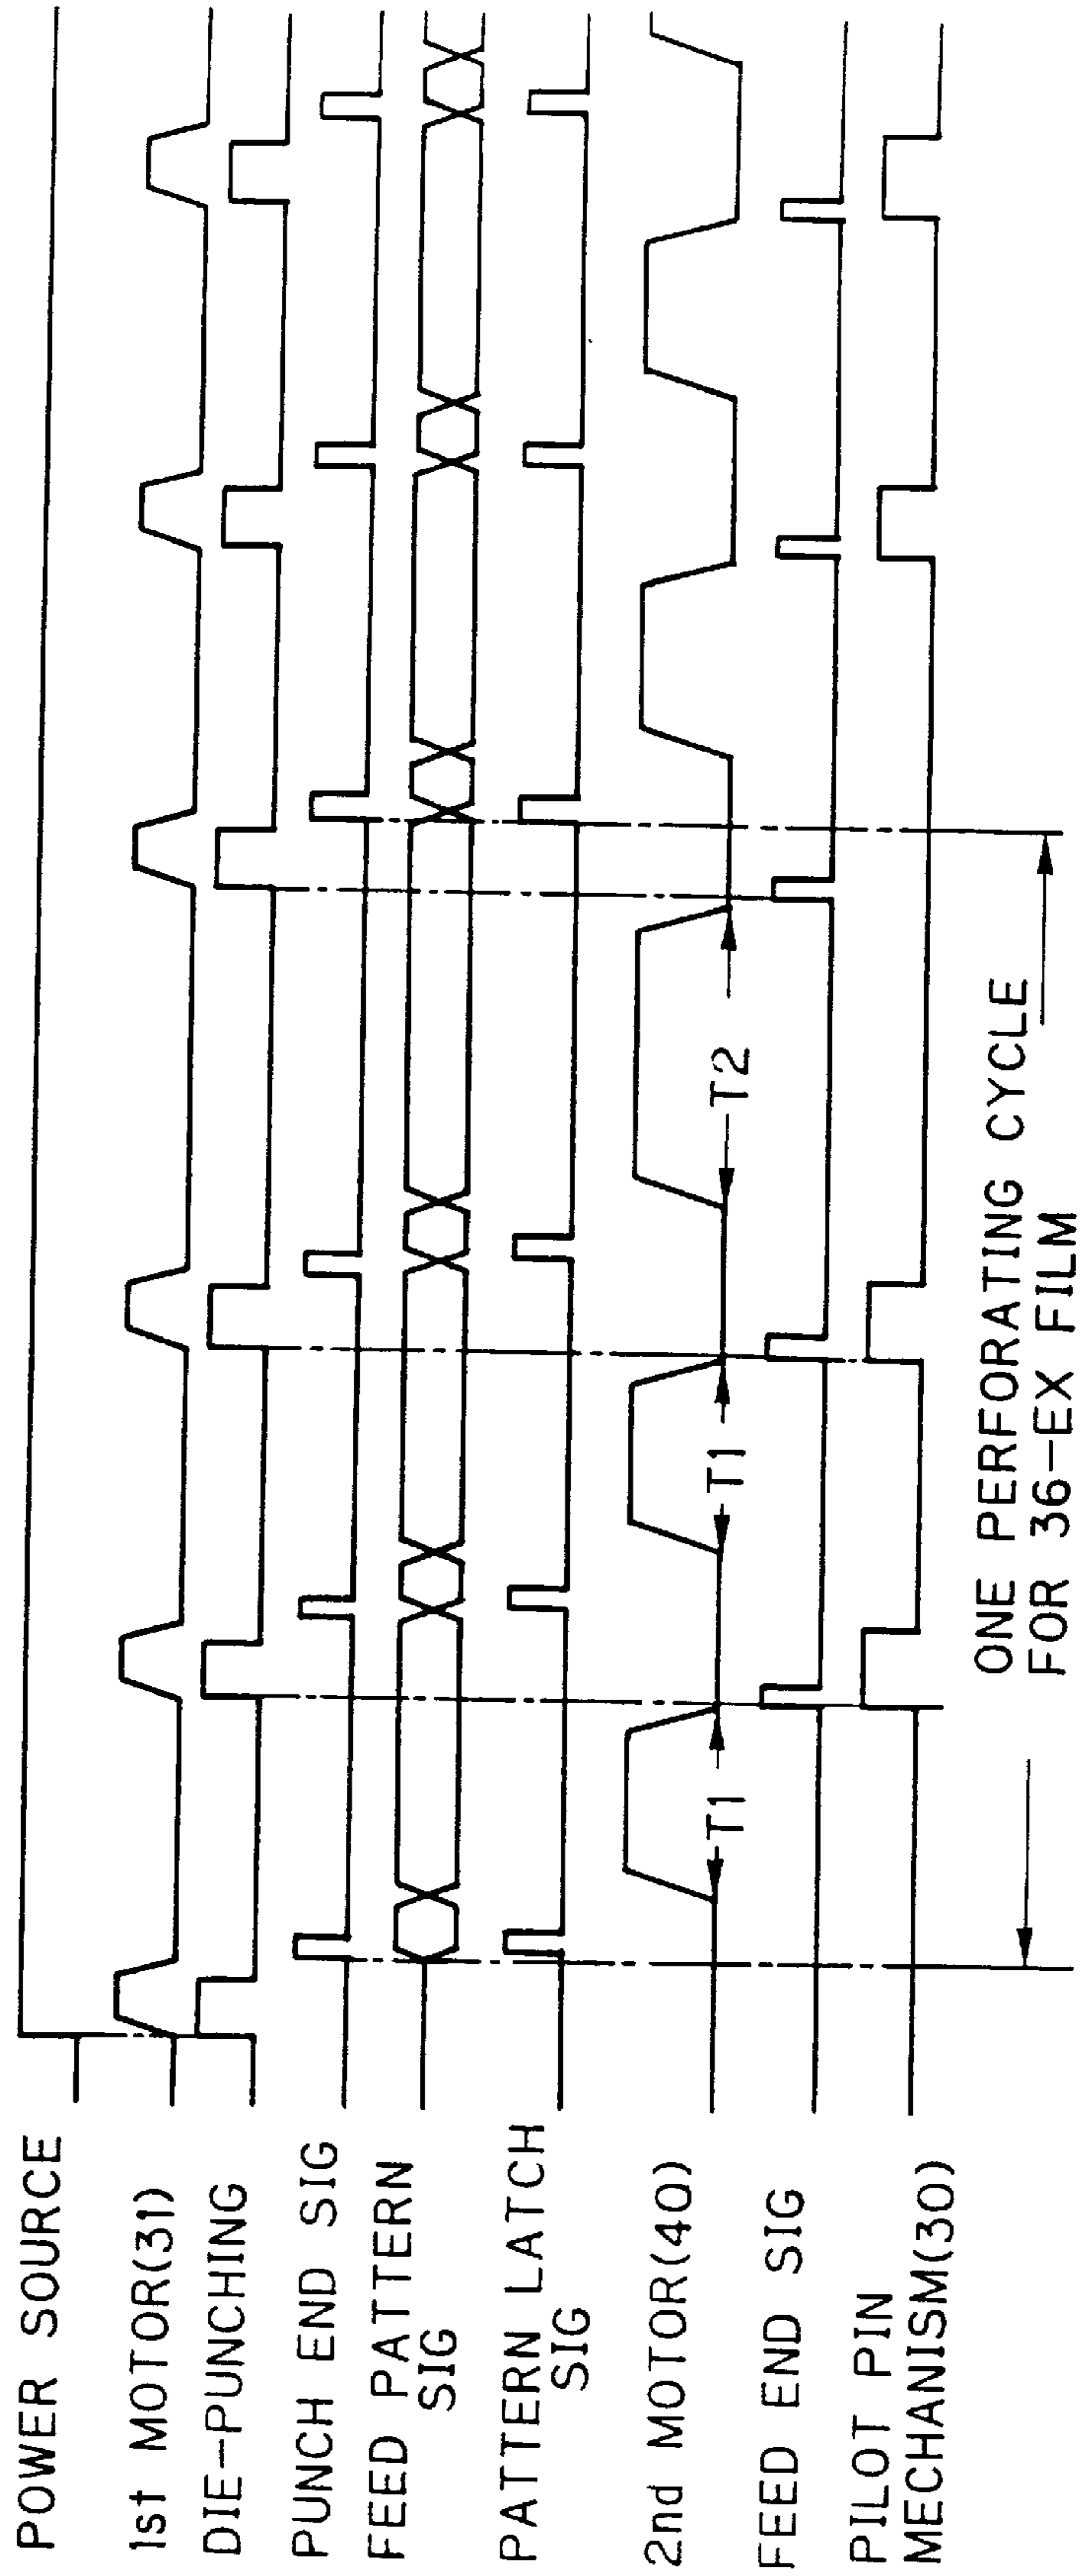 POWER SOURCE
1st MOTOR(31)
DIE-PUNCHING
PUNCH END SIG
FEED PATTERN
SIG
PATTERN LATCH
SIG
2nd MOTOR(40)
T1
T1
T2
FEED END SIG
PILOT PIN
MECHANISM(30)
ONE PERFORATING CYCLE
FOR 36-EX FILM